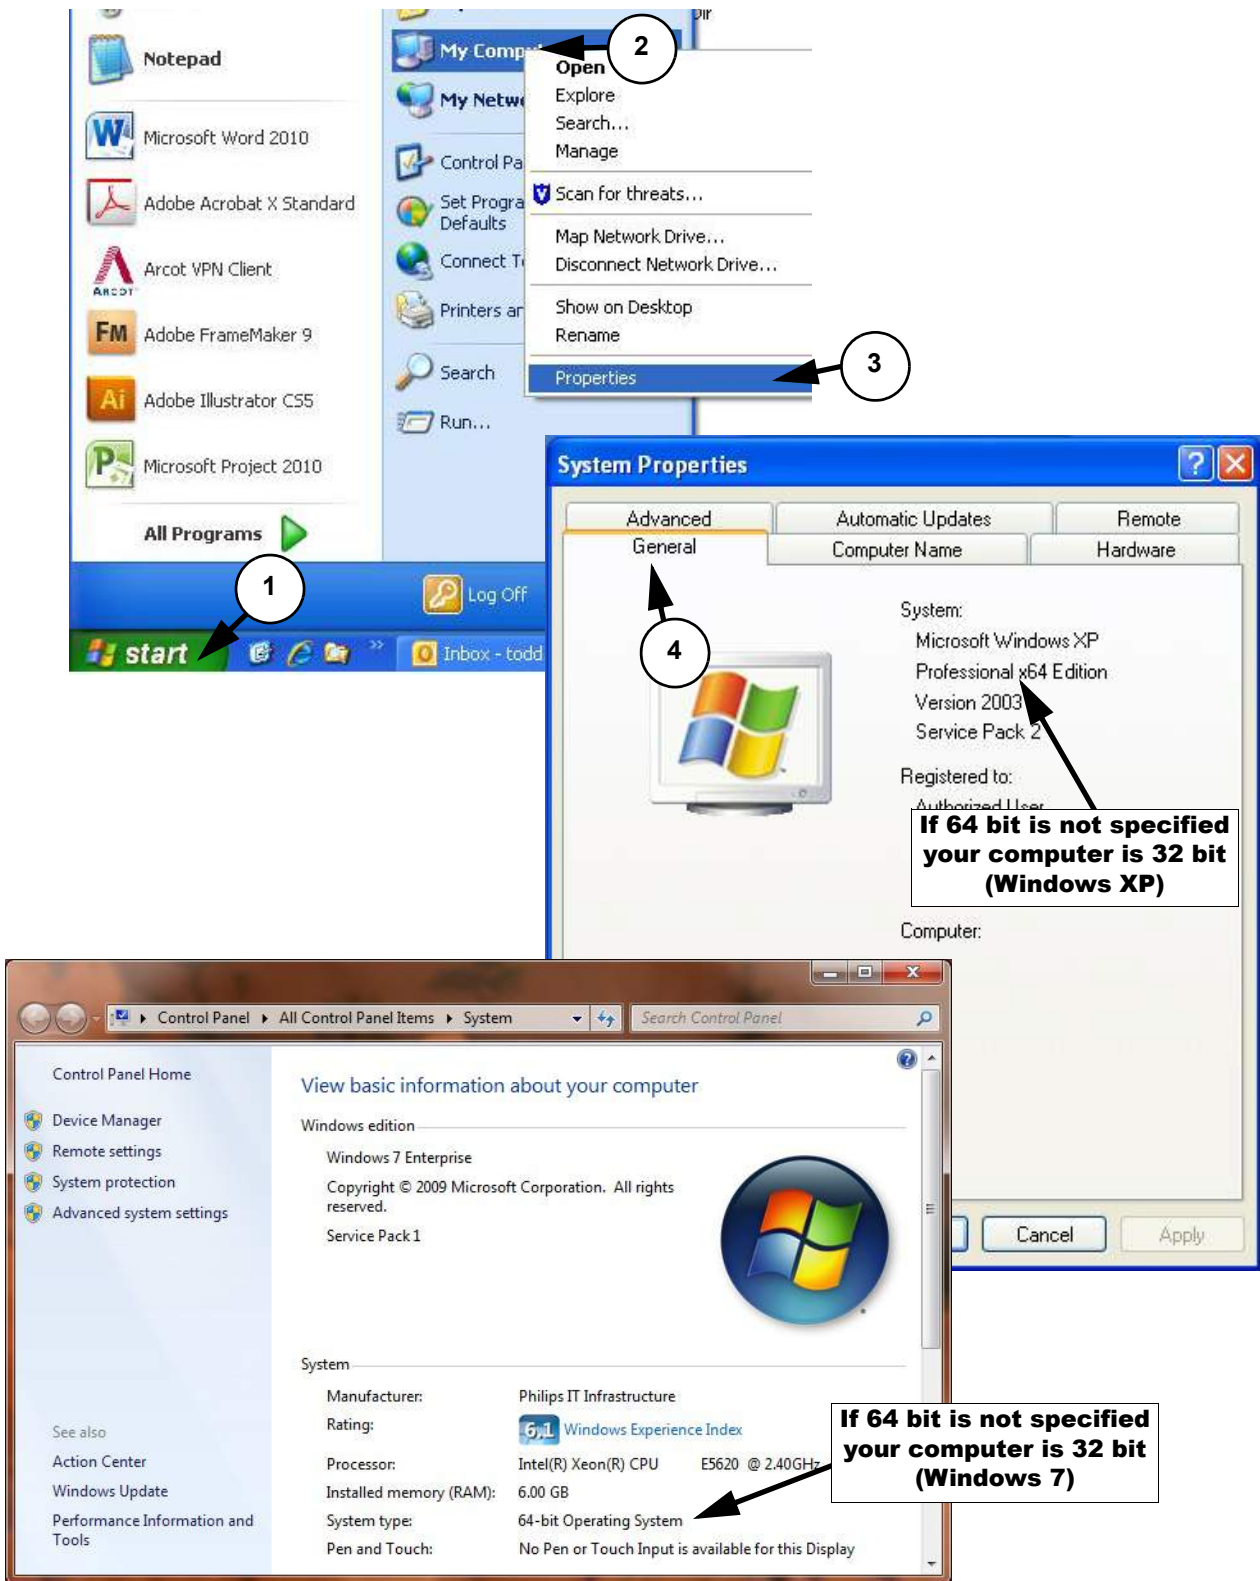 Notepad
Microsoft Word 2010
Adobe Acrobat X Standard
ARCOT
Arcot VPN Client
FM
Adobe FrameMaker 9
Ai
Adobe Illustrator CS5
Microsoft Project 2010
All Programs
1
start
My Comp
2
My Netw
Control Pa
Set Progra
Defaults
Connect T
Printers ar
Search
Run...
Log Off
Inbox - todd
Open
Explore
Search...
Manage
Scan for threats...
Map Network Drive...
Disconnect Network Drive...
Show on Desktop
Rename
Properties
3
System Properties
Advanced
Automatic Updates
Remote
General
Computer Name
Hardware
4
System:
Microsoft Windows XP
Professional x64 Edition
Version 2003
Service Pack 2
Registered to:
Authorized User
If 64 bit is not specified
your computer is 32 bit
(Windows XP)
Computer:
Cancel
Apply
Control Panel
All Control Panel Items
System
Search Control Panel
Control Panel Home
Device Manager
Remote settings
System protection
Advanced system settings
See also
Action Center
Windows Update
Performance Information and
Tools
View basic information about your computer
Windows edition
Windows 7 Enterprise
Copyright © 2009 Microsoft Corporation. All rights
reserved.
Service Pack 1
System
Manufacturer: Philips IT Infrastructure
Rating: 6,1 Windows Experience Index
Processor: Intel(R) Xeon(R) CPU E5620 @ 2.40GHz
Installed memory (RAM): 6.00 GB
System type: 64-bit Operating System
Pen and Touch: No Pen or Touch Input is available for this Display
If 64 bit is not specified
your computer is 32 bit
(Windows 7)